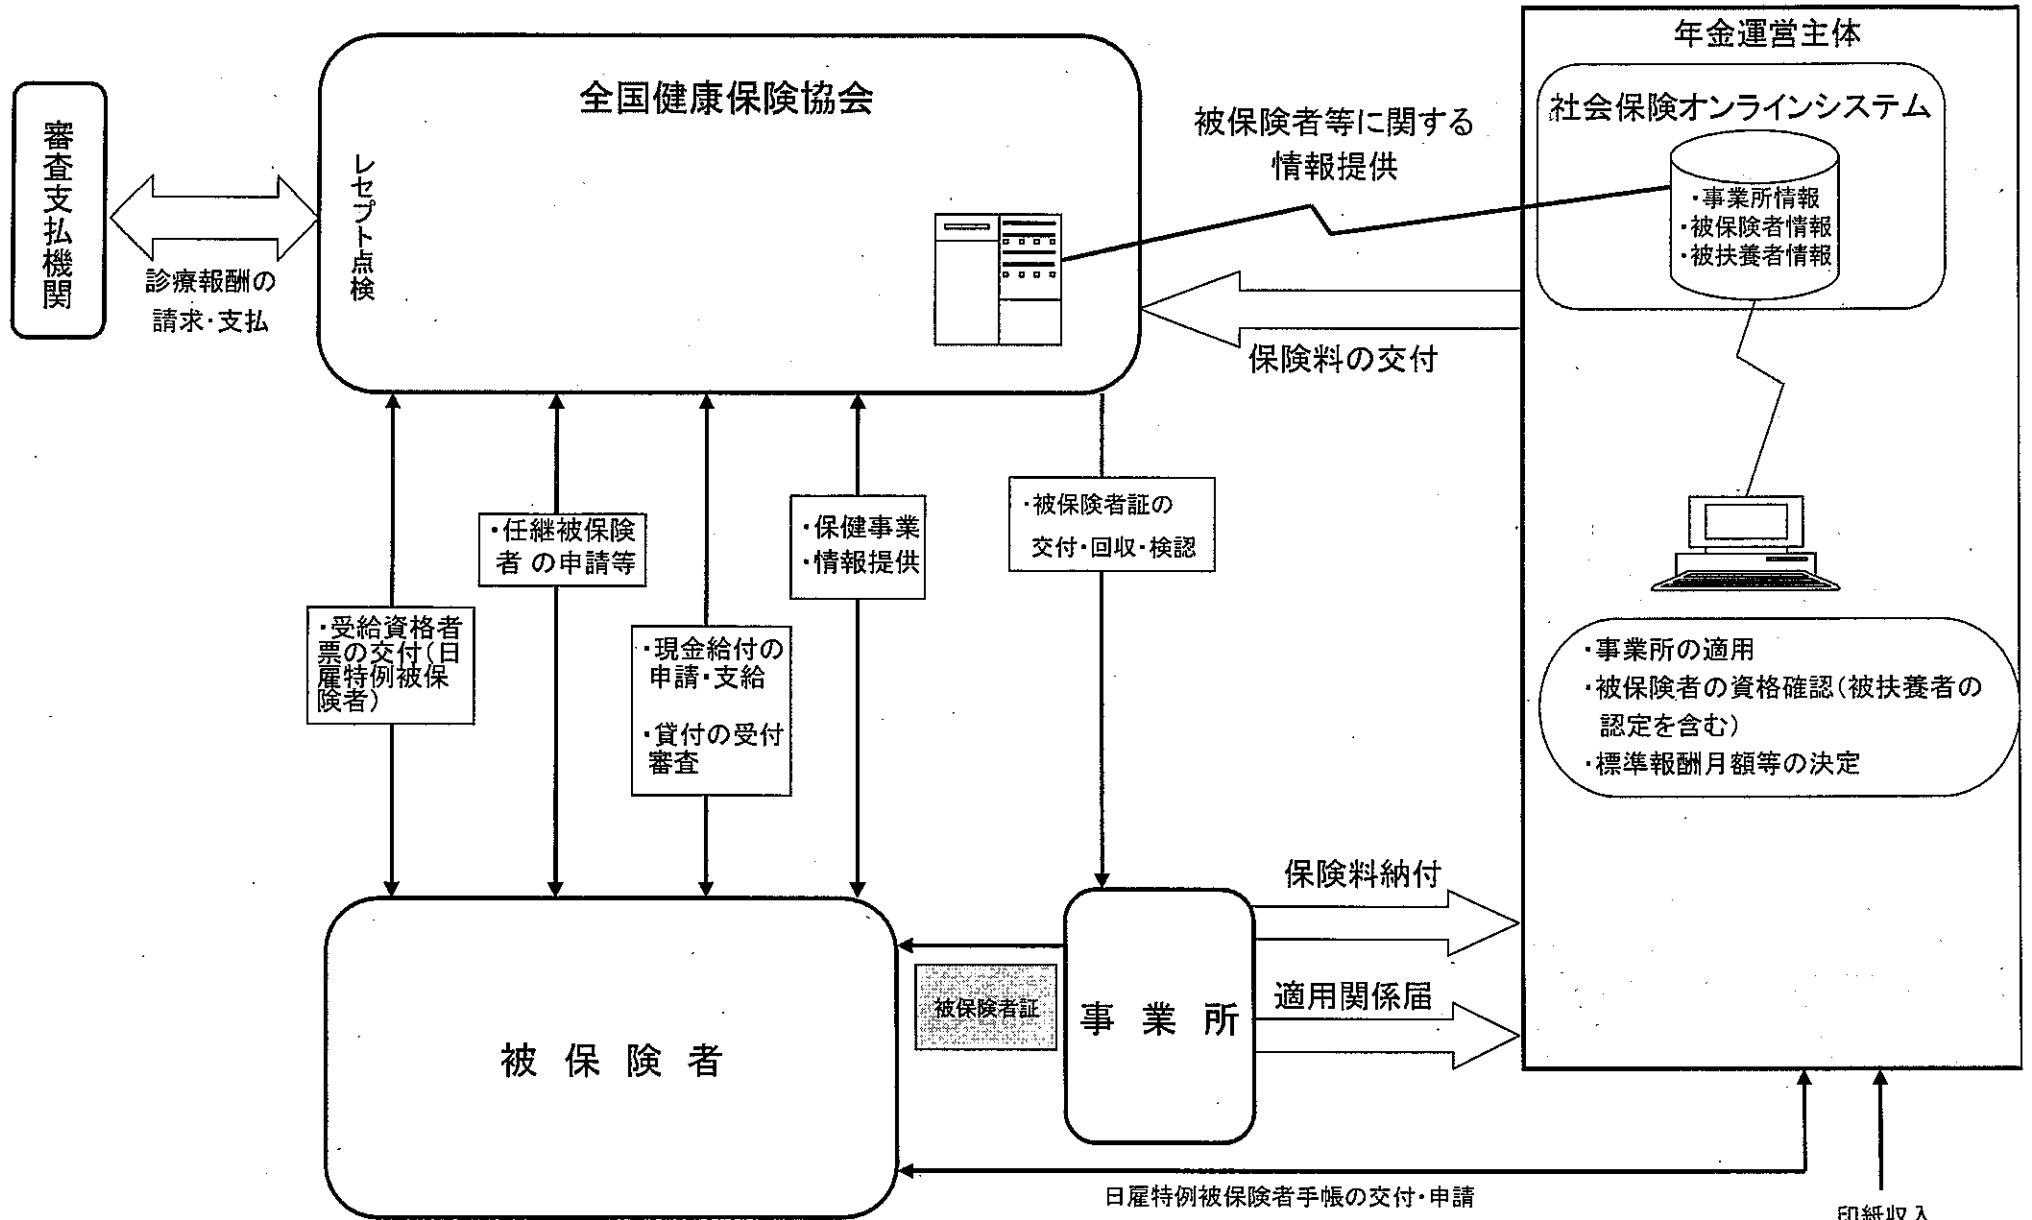 年金運営主体
社会保険オンラインシステム
・事業所情報
・被保険者情報
・被扶養者情報
全国健康保険協会
被保険者等に関する
情報提供
審査支払機関
レセプト点検
診療報酬の
請求・支払
保険料の交付
・被保険者証の
交付・回収・検認
・保健事業
・情報提供
・任継被保険
者 の申請等
・受給資格者
票の交付(日
雇特例被保
険者)
・現金給付の
申請・支給
・貸付の受付
審査
・事業所の適用
・被保険者の資格確認(被扶養者の
認定を含む)
・標準報酬月額等の決定
保険料納付
適用関係届
被保険者証
事 業 所
被 保 険 者
日雇特例被保険者手帳の交付・申請
印紙収入